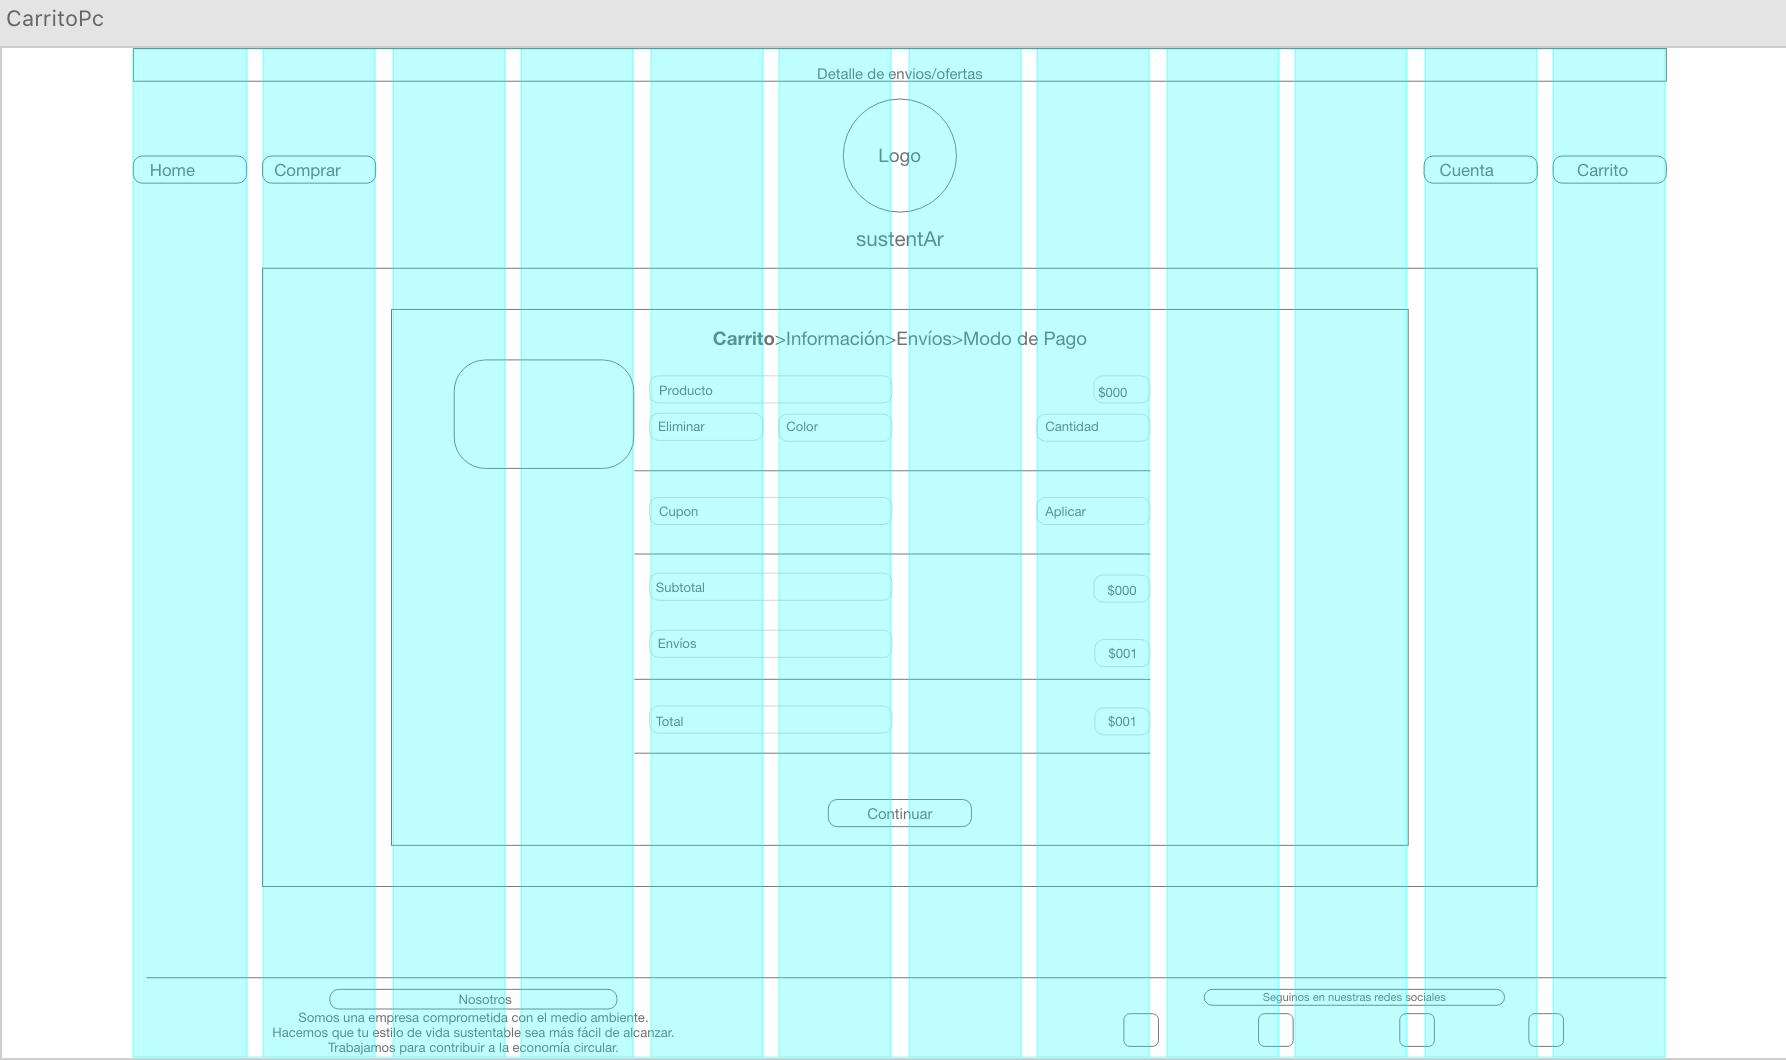 CarritoPc
Detalle de envios/ofertas
Logo
Home
Comprar
Cuenta
Carrito
sustentAr
Carrito>Información>Envíos>Modo de Pago
Producto
$000
Eliminar
Color
Cantidad
Cupon
Aplicar
Subtotal
$000
Envíos
$001
Total
$001
Continuar
Nosotros
Somos una empresa comprometida con el medio ambiente.
Hacemos que tu estilo de vida sustentable sea más fácil de alcanzar.
Trabajamos para contribuir a la economía circular.
Seguinos en nuestras redes sociales